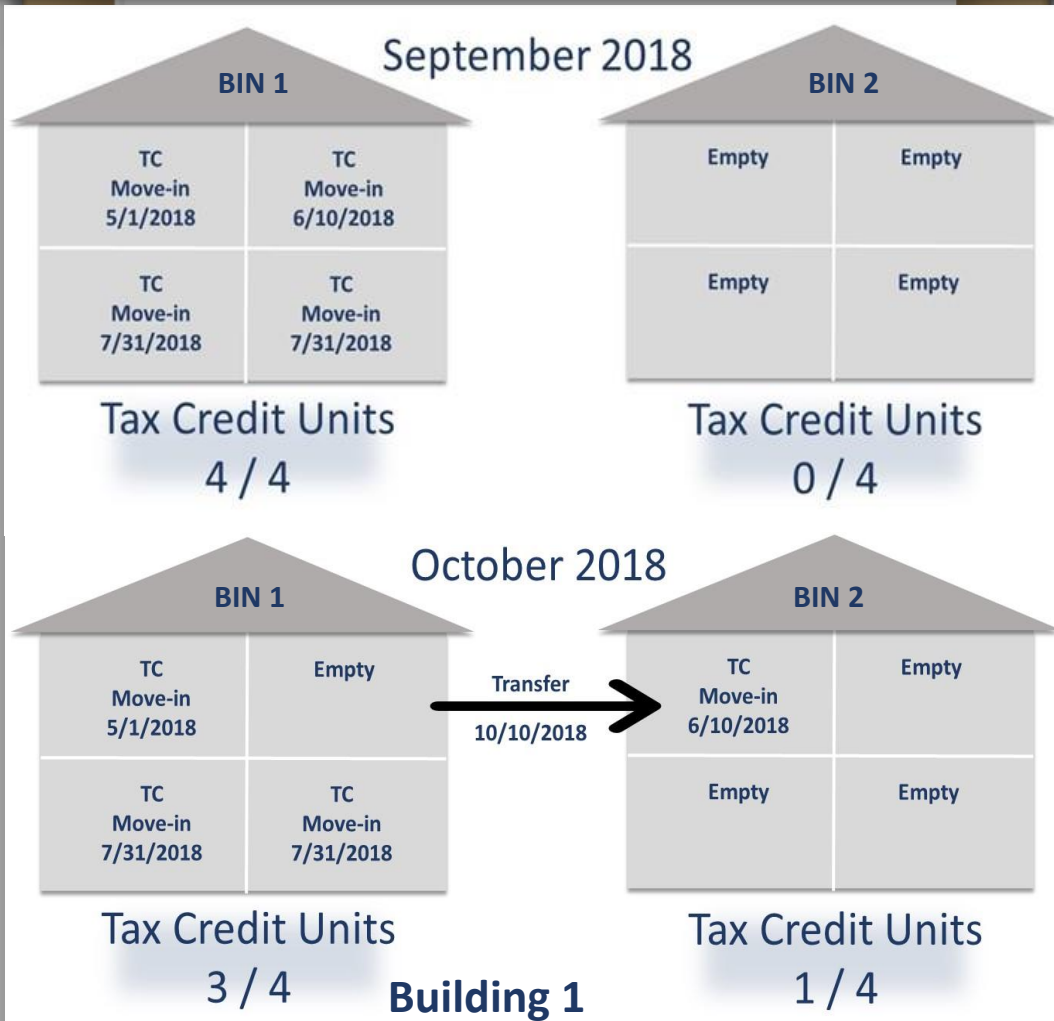 September 2018
BIN 1
BIN 2
TC
Move-in
5/1/2018
TC
Move-in
6/10/2018
Empty
Empty
TC
Move-in
7/31/2018
TC
Move-in
7/31/2018
Empty
Empty
Tax Credit Units
4 / 4
Tax Credit Units
0 / 4
October 2018
BIN 1
BIN 2
TC
Move-in
5/1/2018
Empty
Transfer
10/10/2018
TC
Move-in
6/10/2018
Empty
TC
Move-in
7/31/2018
TC
Move-in
7/31/2018
Empty
Empty
Tax Credit Units
3 / 4
Tax Credit Units
1 / 4
Building 1